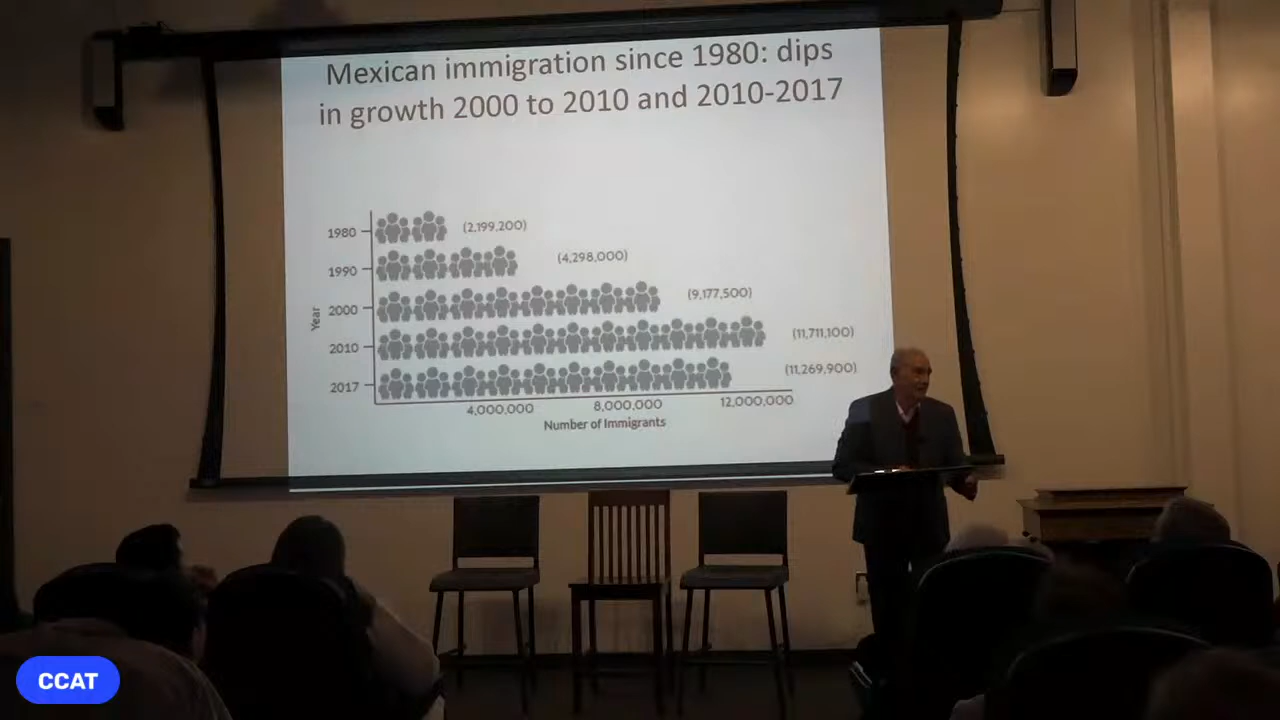 Mexican immigration since 1980: dips
in growth 2000 to 2010 and 2010-2017
1980 (2,199,200)
1990 (4,298,000)
2000 (9,177,500)
2010 (11,711,100)
2017 (11,269,900)
Year
4,000,000 8,000,000 12,000,000
Number of Immigrants
CCAT